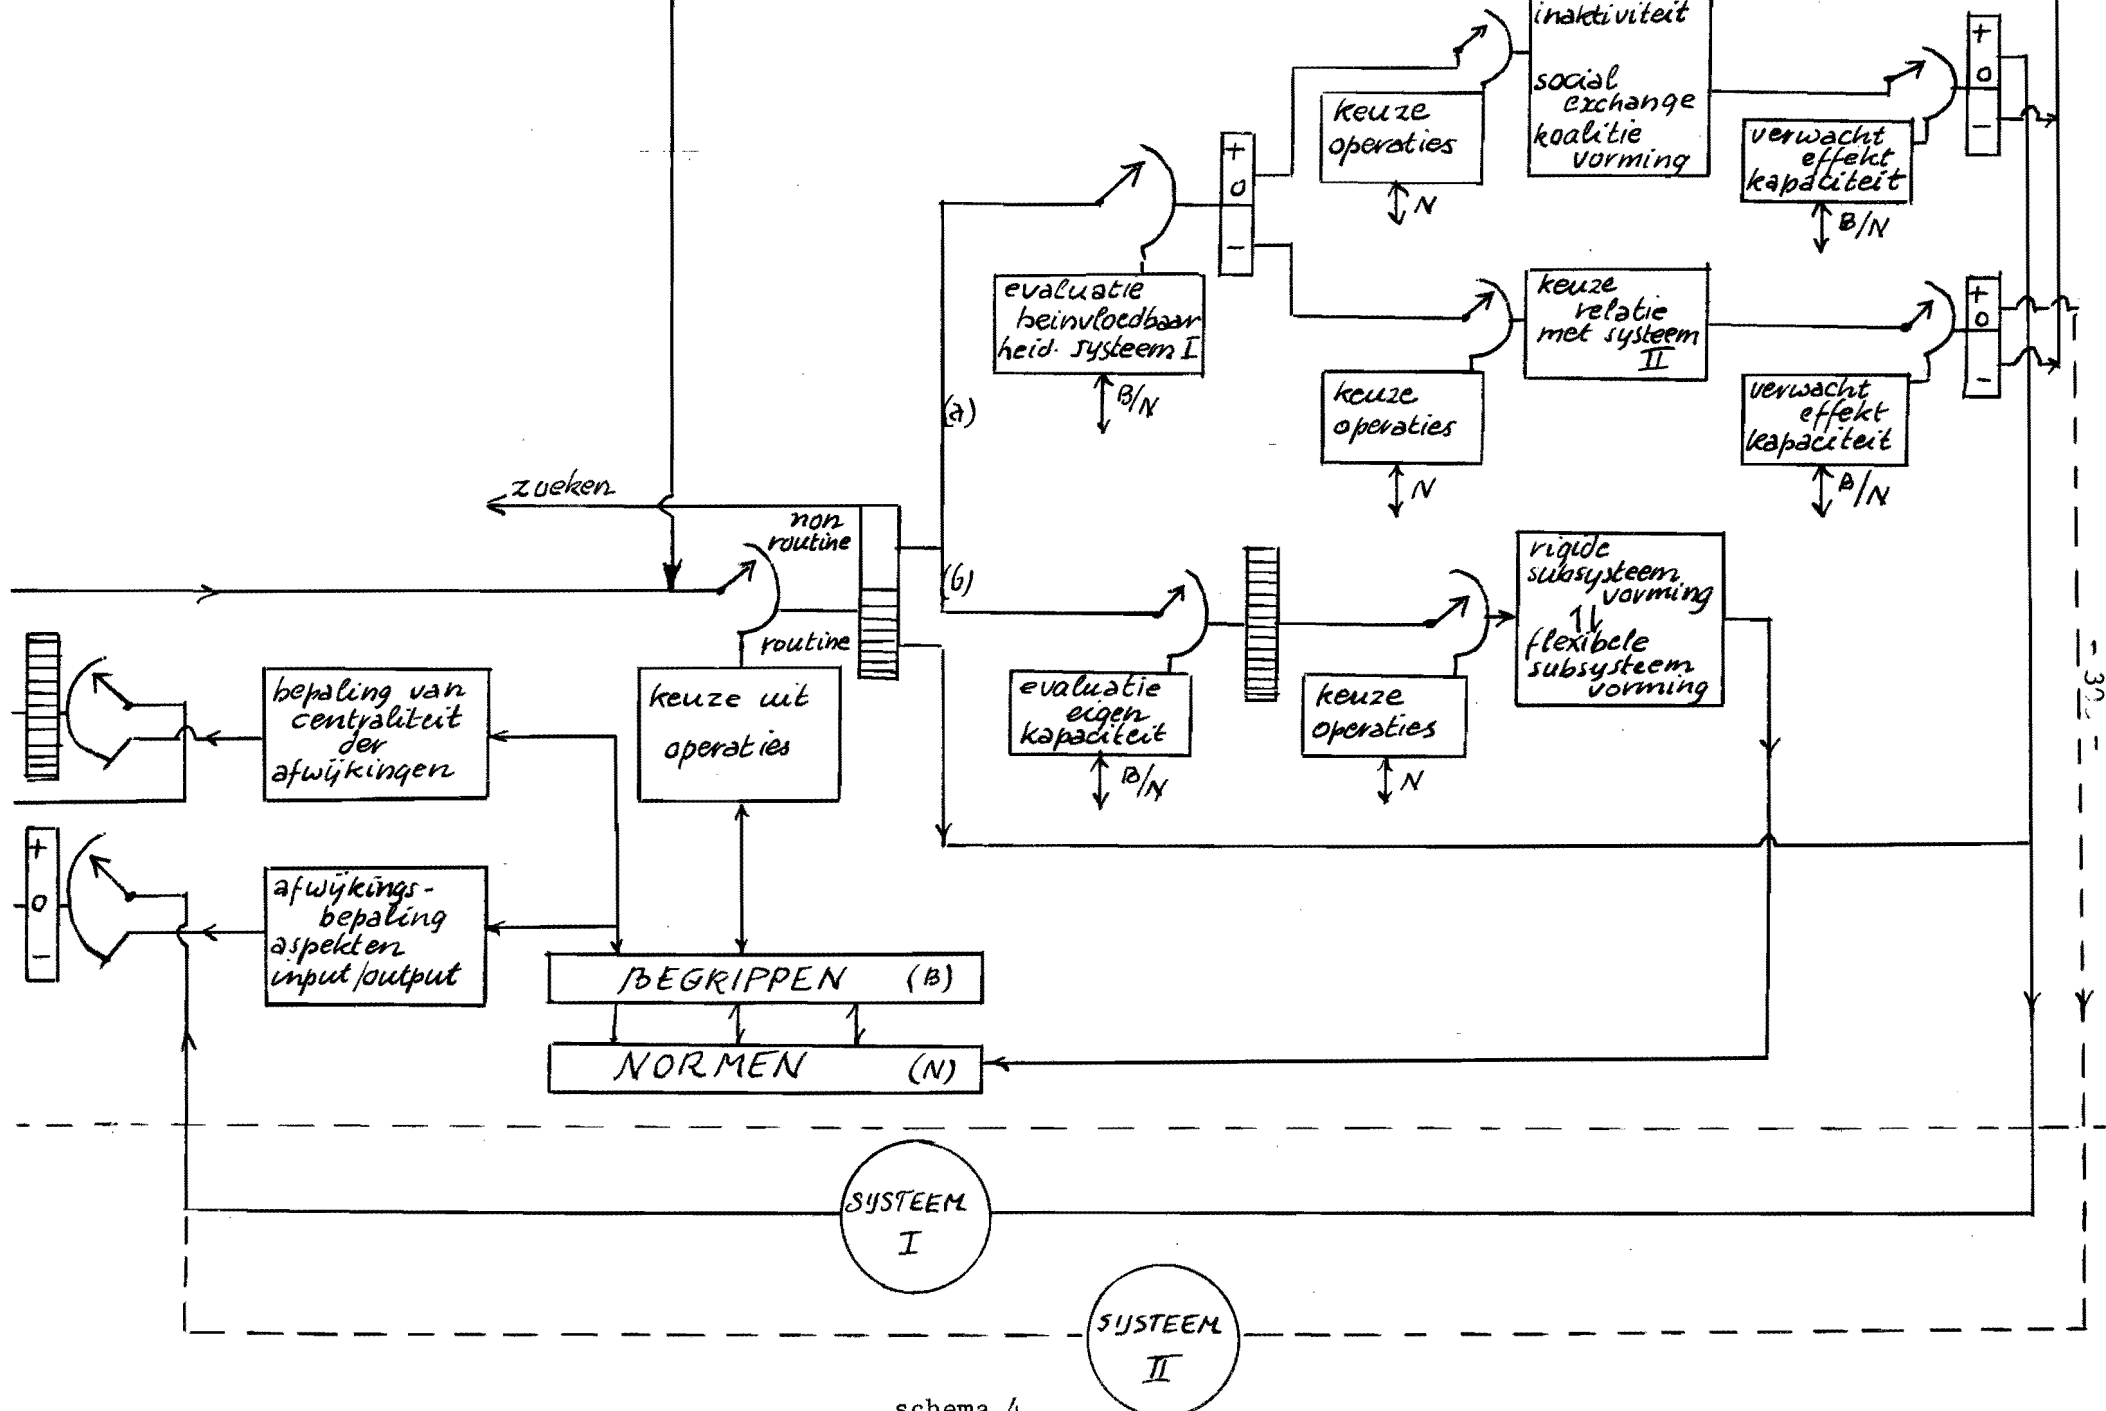 inaktiviteit
social
exchange
koalitie
vorming
+
0
-
keuze
operaties
N
verwacht
effekt
kapaciteit
B/N
+
0
-
evaluatie
beinvloedbaar
heid. systeem I
B/N
(a)
keuze
relatie
met systeem
II
keuze
operaties
N
+
0
-
verwacht
effekt
kapaciteit
B/N
zoeken
non
routine
routine
(b)
rigide
subsysteem
vorming
flexibele
subsysteem
vorming
evaluatie
eigen
kapaciteit
B/N
keuze
operaties
N
bepaling van
centraliteit
der
afwijkingen
keuze uit
operaties
+
0
-
afwijkings-
bepaling
aspekten
input/output
BEGRIPPEN (B)
NORMEN (N)
SYSTEEM
I
SYSTEEM
II
schema 4